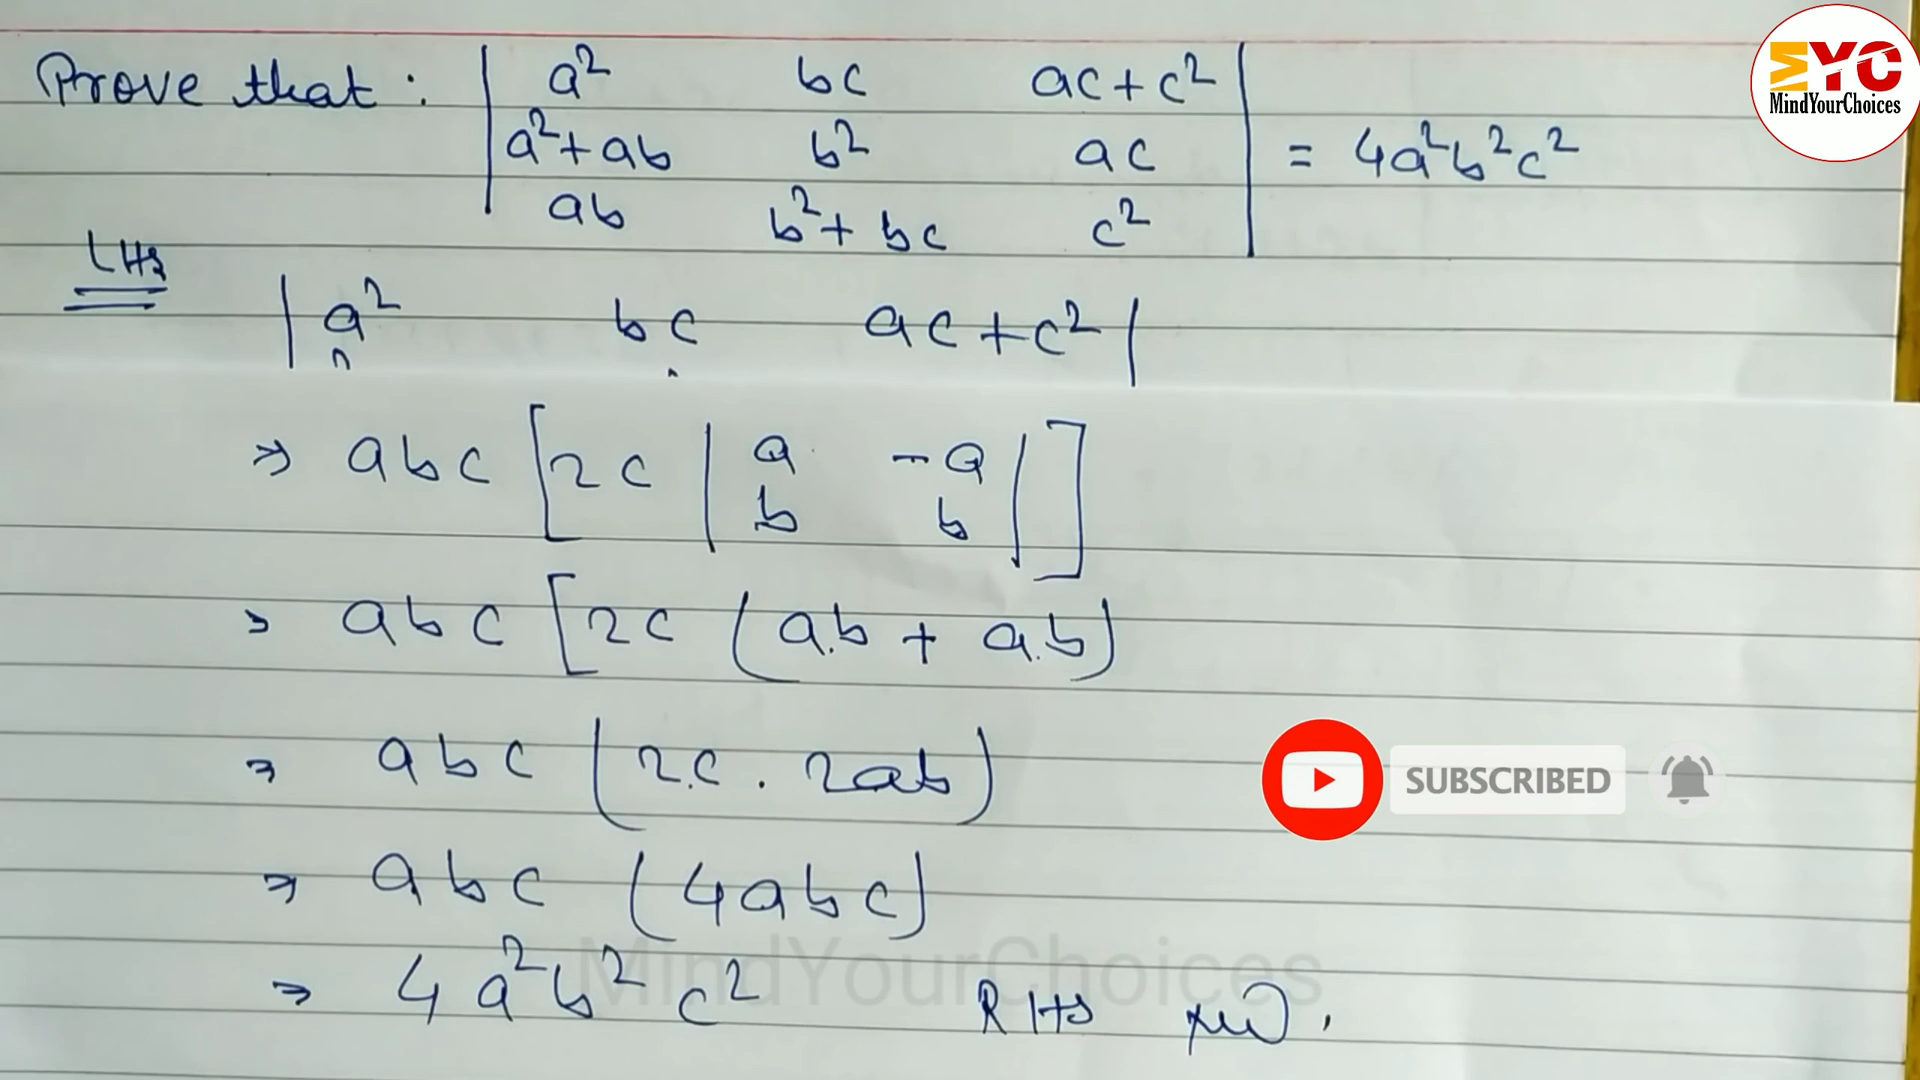 MYC
MindYourChoices
Prove that : | a² bc ac+c² |
| a²+ab b² ac | = 4a²b²c²
| ab b²+bc c² |
LHS
| a² bc ac+c² |
⇒ abc [2c | a -a |]
| b b |
⇒ abc [2c (a.b + a.b)
⇒ abc (2c . 2ab)
⇒ abc (4abc)
⇒ 4a²b²c² RHS
SUBSCRIBED
MindYourChoices